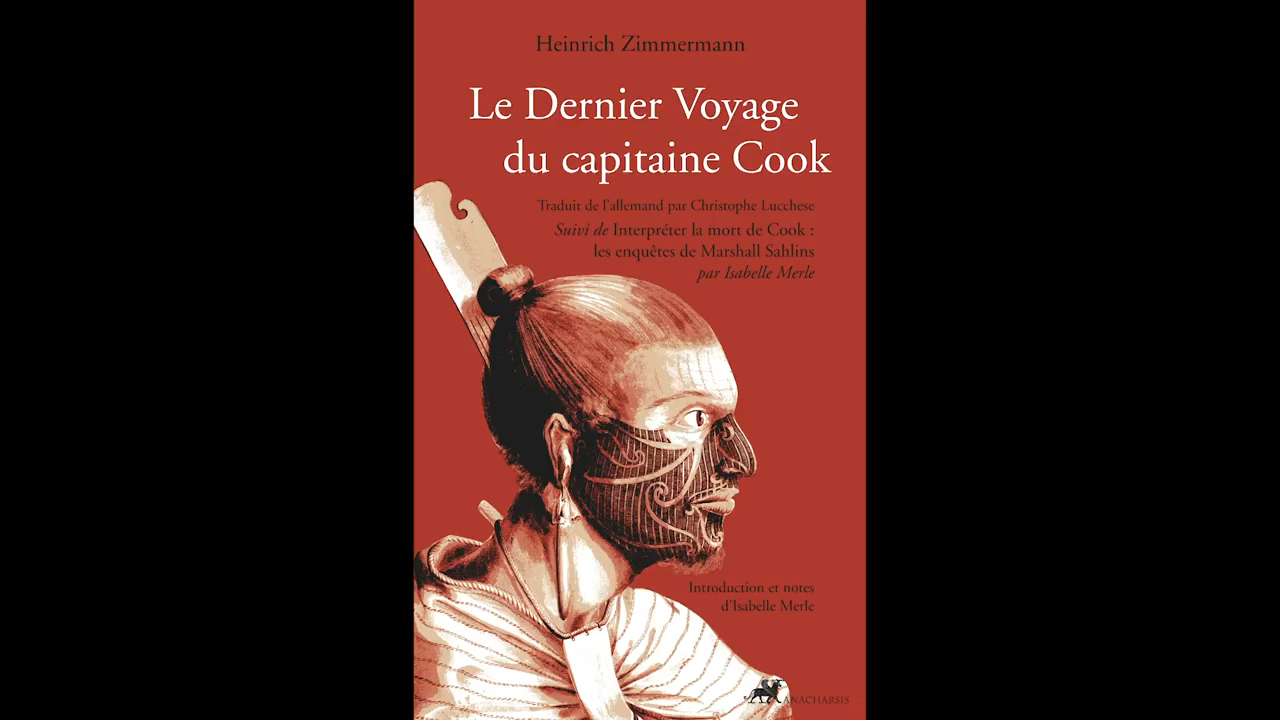 Heinrich Zimmermann
Le Dernier Voyage
du capitaine Cook
Traduit de l'allemand par Christophe Lucchese
Suivi de Interpréter la mort de Cook :
les enquêtes de Marshall Sahlins
par Isabelle Merle
Introduction et notes
d'Isabelle Merle
ANACHARSIS